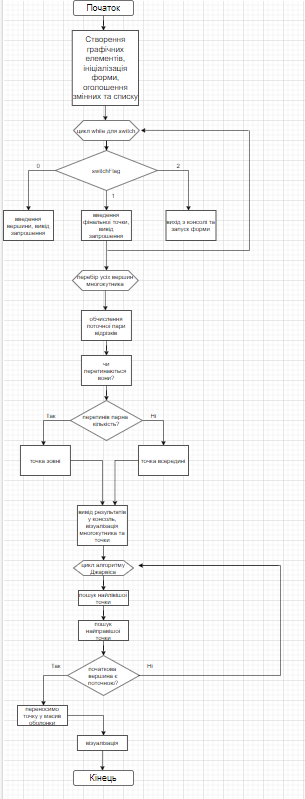 Початок
Створення
графічних
елементів,
ініціалізація
форми,
оголошення
змінних та списку
цикл while для switch
switchFlag
0
1
2
введення
вершини, вивід
запрошення
введення
фінальної точки,
вивід
запрошення
вихід з консолі та
запуск форми
перебір усіх вершин
многокутника
обчислення
поточної пари
відрізків
чи
перетинаються
вони?
перетинів парна
кількість?
Так
Ні
точка зовні
точка всередині
вивід результатів
у консоль,
візуалізація
многокутника та
точки
цикл алгоритму
Джарвіса
пошук найлівішої
точки
пошук
найправішої
точки
початкова
вершина є
поточною?
Так
Ні
переносимо
точку у масив
оболонки
візуалізація
Кінець